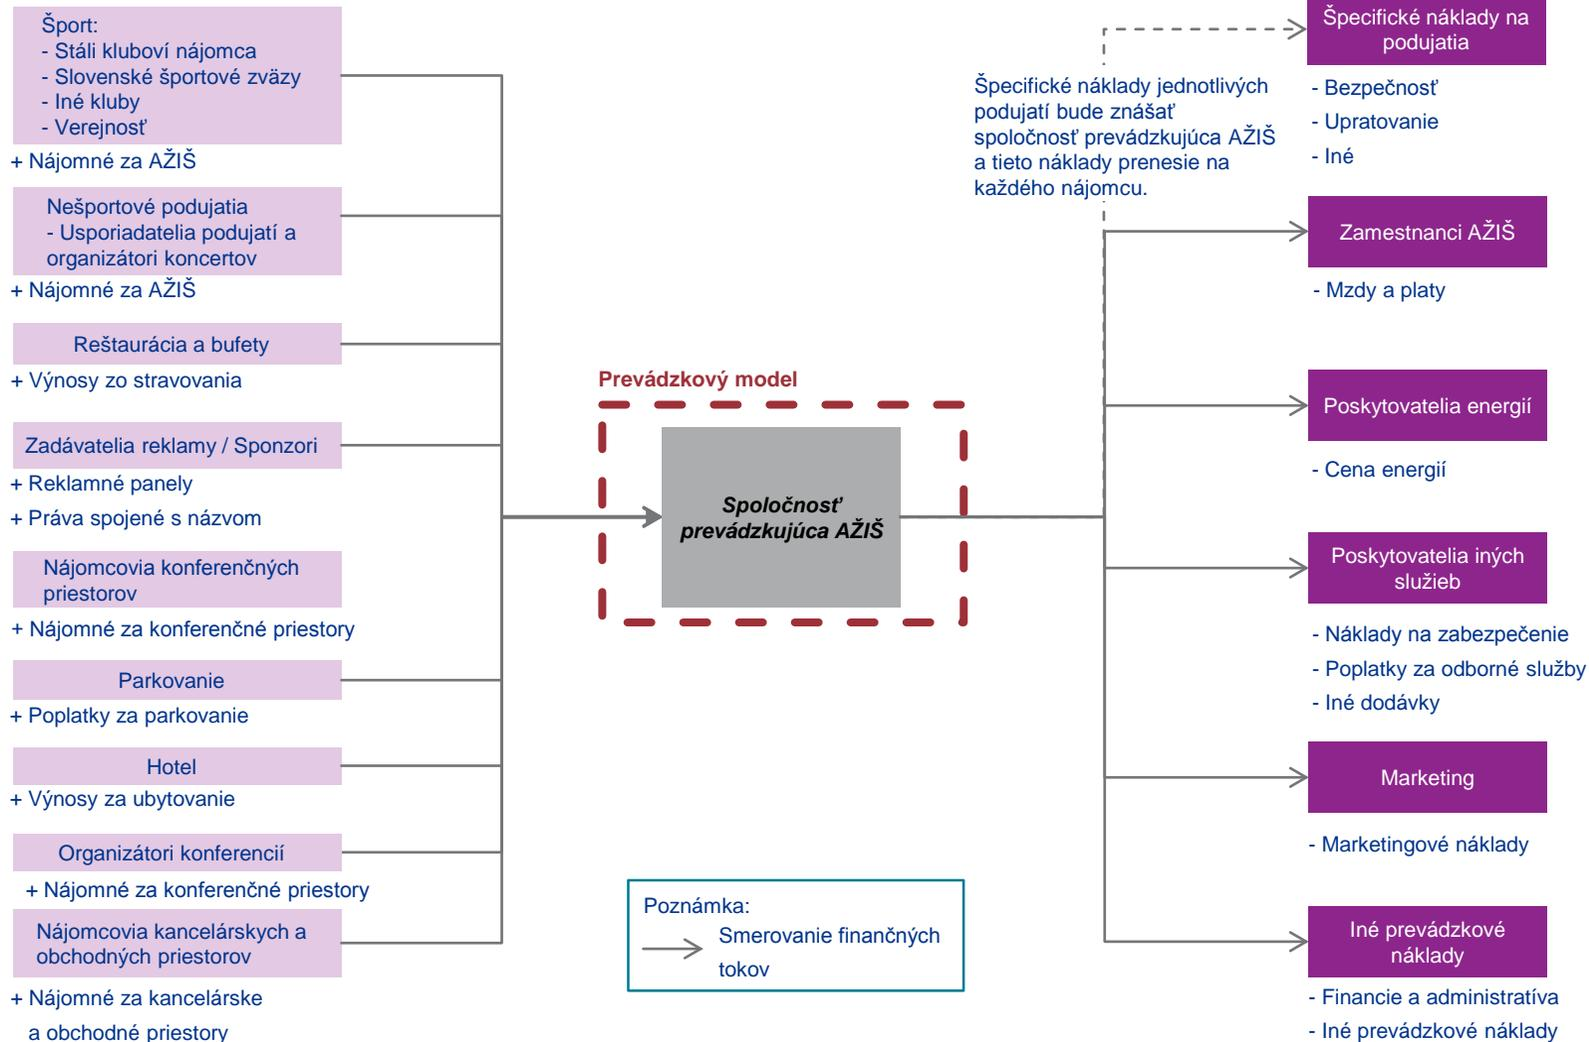 Šport:
- Stáli kluboví nájomca
- Slovenské športové zväzy
- Iné kluby
- Verejnosť
+ Nájomné za AŽIŠ
Nešportové podujatia
- Usporiadatelia podujatí a
organizátori koncertov
+ Nájomné za AŽIŠ
Reštaurácia a bufety
+ Výnosy zo stravovania
Zadávatelia reklamy / Sponzori
+ Reklamné panely
+ Práva spojené s názvom
Nájomcovia konferenčných
priestorov
+ Nájomné za konferenčné priestory
Parkovanie
+ Poplatky za parkovanie
Hotel
+ Výnosy za ubytovanie
Organizátori konferencií
+ Nájomné za konferenčné priestory
Nájomcovia kancelárskych a
obchodných priestorov
+ Nájomné za kancelárske
a obchodné priestory
Prevádzkový model
Spoločnosť
prevádzkujúca AŽIŠ
Poznámka:
Smerovanie finančných
tokov
Špecifické náklady jednotlivých
podujatí bude znášať
spoločnosť prevádzkujúca AŽIŠ
a tieto náklady prenesie na
každého nájomcu.
Špecifické náklady na
podujatia
- Bezpečnosť
- Upratovanie
- Iné
Zamestnanci AŽIŠ
- Mzdy a platy
Poskytovatelia energií
- Cena energií
Poskytovatelia iných
služieb
- Náklady na zabezpečenie
- Poplatky za odborné služby
- Iné dodávky
Marketing
- Marketingové náklady
Iné prevádzkové
náklady
- Financie a administratíva
- Iné prevádzkové náklady